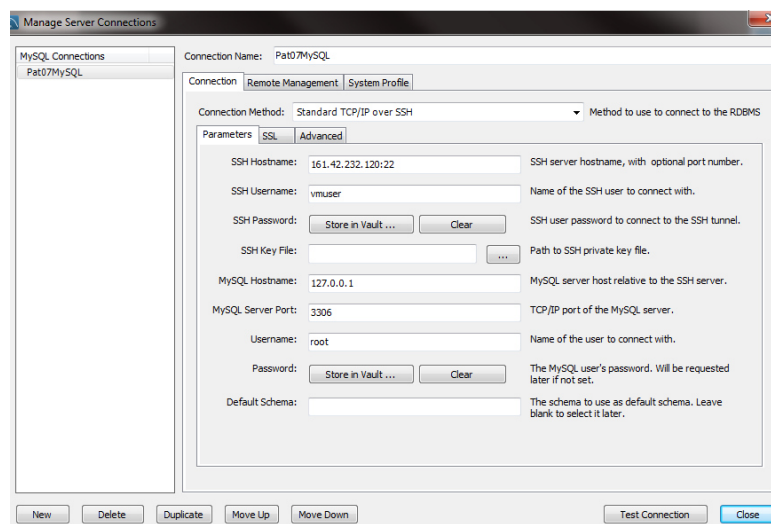 Manage Server Connections
MySQL Connections
Pat07MySQL
Connection Name: Pat07MySQL
Connection Remote Management System Profile
Connection Method: Standard TCP/IP over SSH Method to use to connect to the RDBMS
Parameters SSL Advanced
SSH Hostname: 161.42.232.120:22 SSH server hostname, with optional port number.
SSH Username: vmuser Name of the SSH user to connect with.
SSH Password: Store in Vault ... Clear SSH user password to connect to the SSH tunnel.
SSH Key File: ... Path to SSH private key file.
MySQL Hostname: 127.0.0.1 MySQL server host relative to the SSH server.
MySQL Server Port: 3306 TCP/IP port of the MySQL server.
Username: root Name of the user to connect with.
Password: Store in Vault ... Clear The MySQL user's password. Will be requested
later if not set.
Default Schema: The schema to use as default schema. Leave
blank to select it later.
New Delete Duplicate Move Up Move Down Test Connection Close